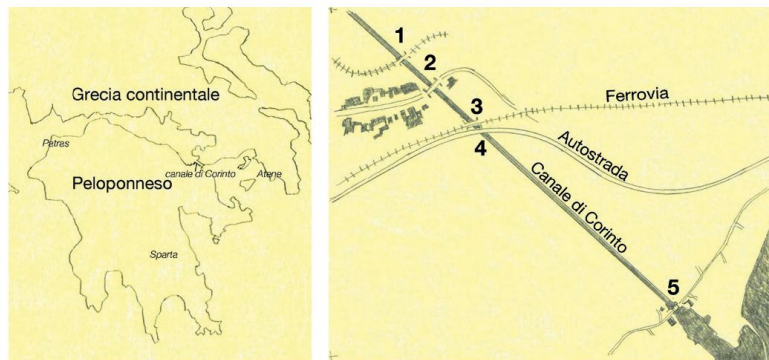 Grecia continentale
Patras
canale di Corinto
Atene
Peloponneso
Sparta
1
2
3
Ferrovia
4
Autostrada
Canale di Corinto
5